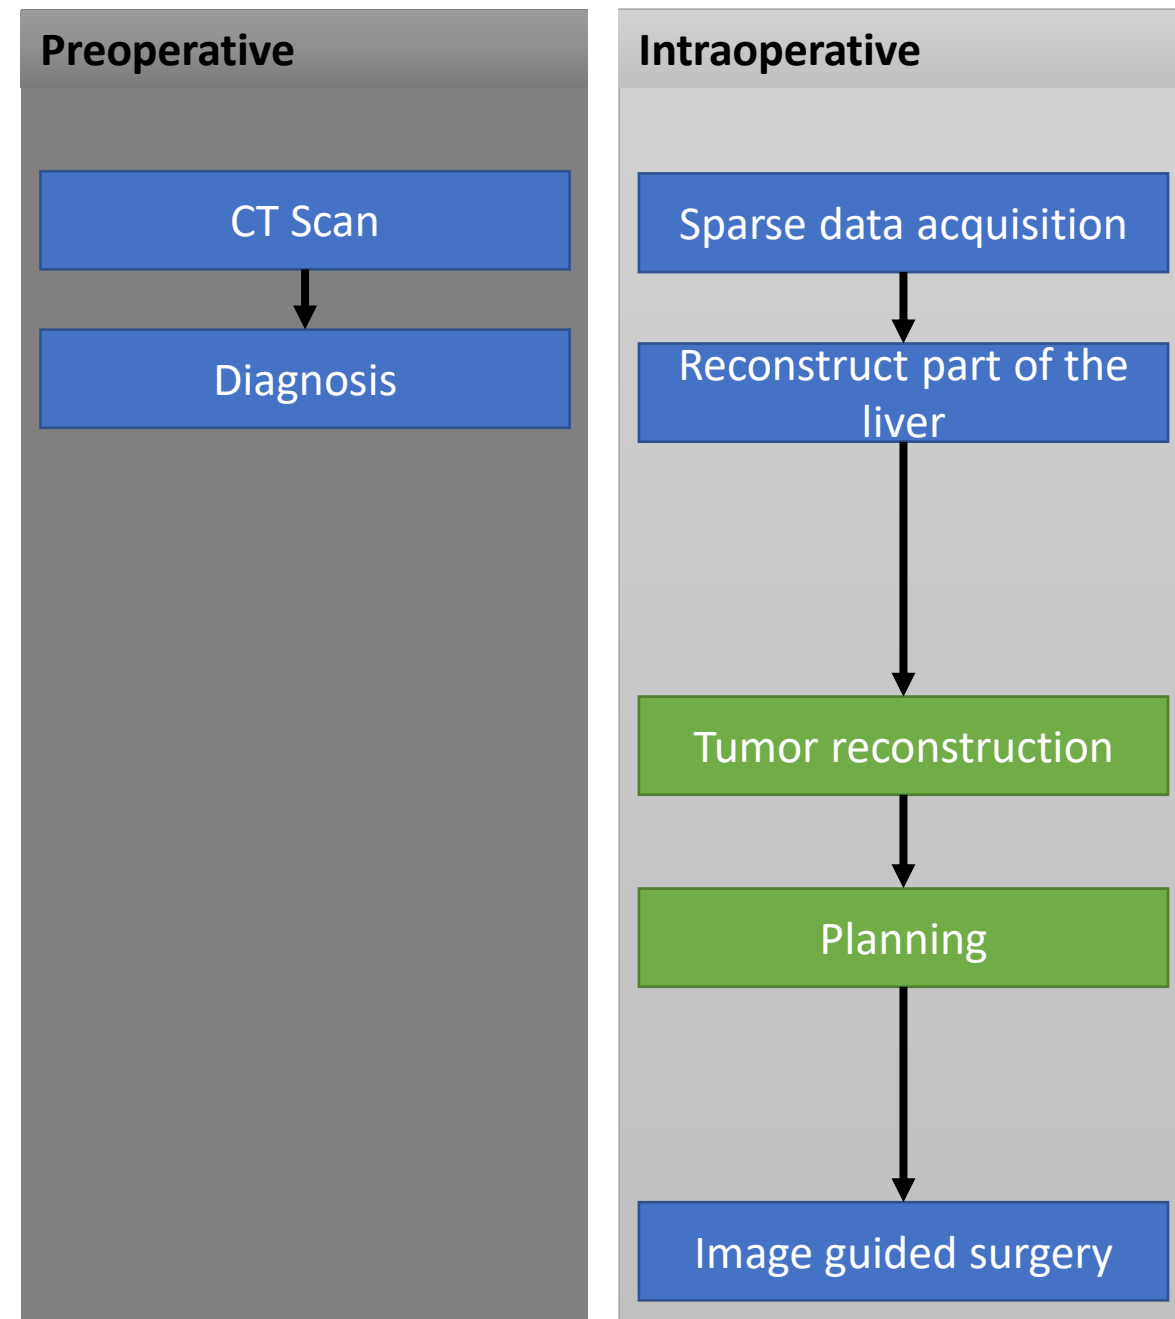 Preoperative
CT Scan
Diagnosis
Intraoperative
Sparse data acquisition
Reconstruct part of the
liver
Tumor reconstruction
Planning
Image guided surgery